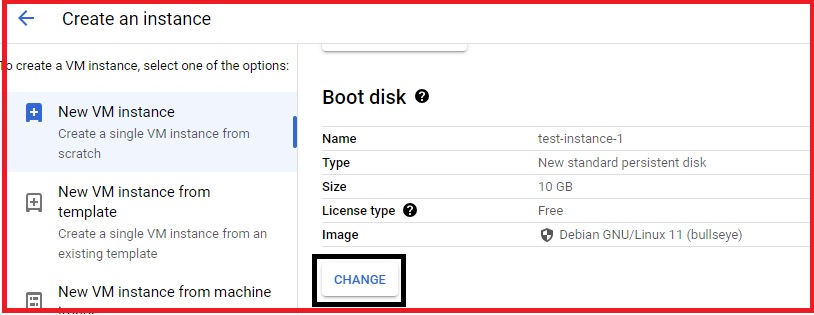 Create an instance
To create a VM instance, select one of the options:
New VM instance
Create a single VM instance from
scratch
New VM instance from
template
Create a single VM instance from an
existing template
New VM instance from machine
Boot disk
Name test-instance-1
Type New standard persistent disk
Size 10 GB
License type Free
Image Debian GNU/Linux 11 (bullseye)
CHANGE